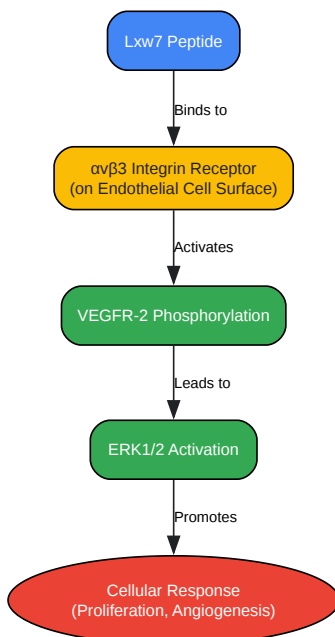 Lxw7 Peptide
Binds to
αvβ3 Integrin Receptor
(on Endothelial Cell Surface)
Activates
VEGFR-2 Phosphorylation
Leads to
ERK1/2 Activation
Promotes
Cellular Response
(Proliferation, Angiogenesis)